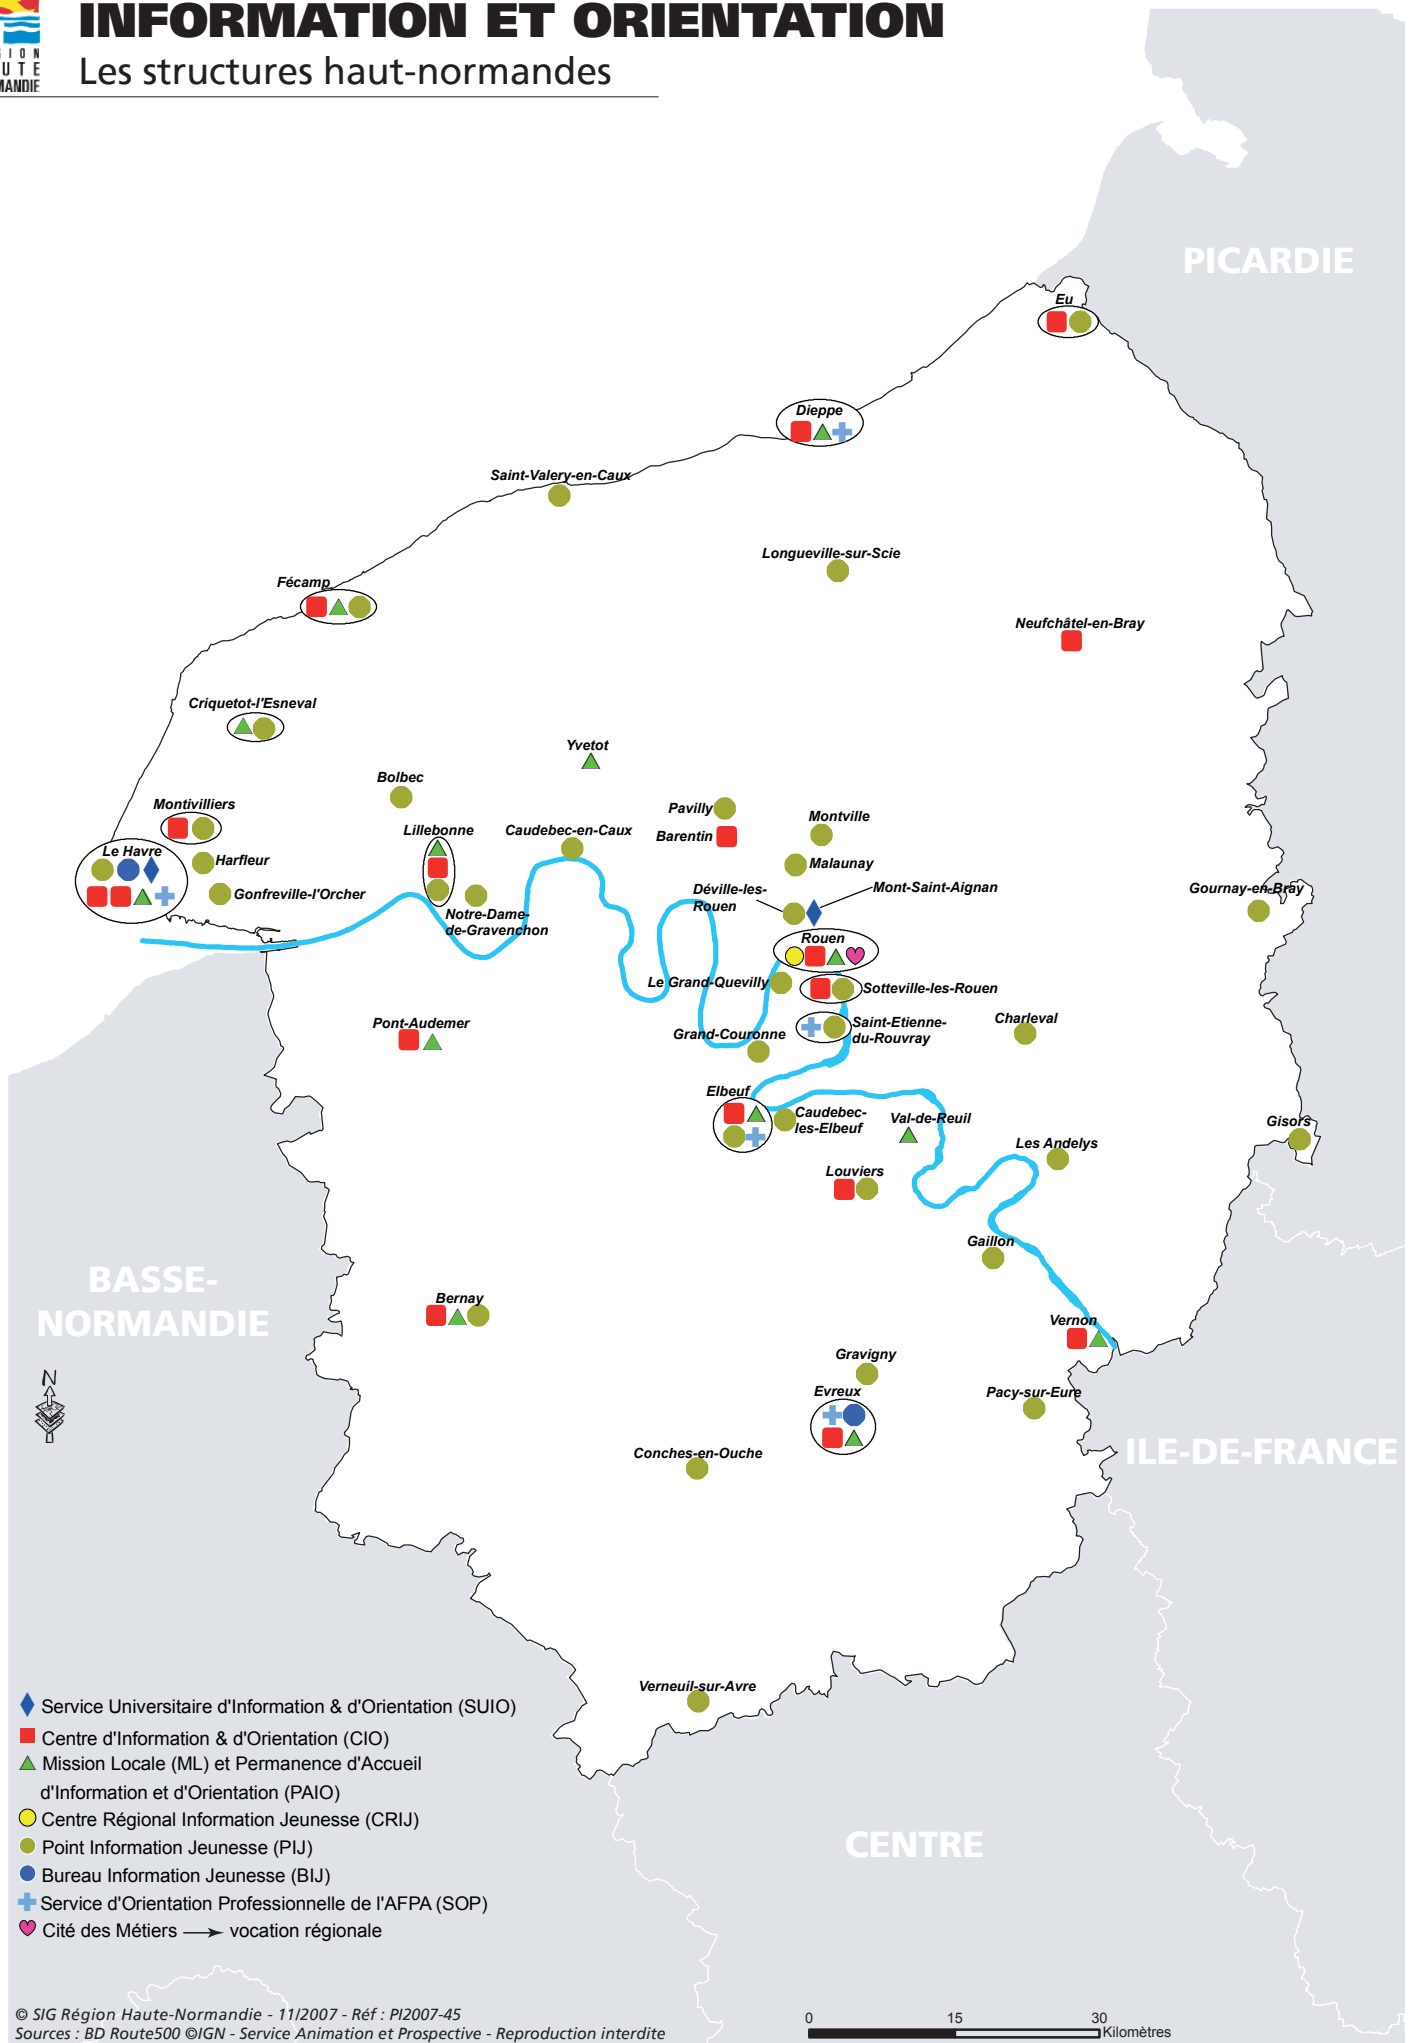 INFORMATION ET ORIENTATION
Les structures haut-normandes
PICARDIE
Eu
Dieppe
Saint-Valery-en-Caux
Longueville-sur-Scie
Fécamp
Neufchâtel-en-Bray
Criquetot-l'Esneval
Yvetot
Bolbec
Montivilliers
Pavilly
Montville
Lillebonne
Caudebec-en-Caux
Barentin
Le Havre
Harfleur
Malaunay
Gonfreville-l'Orcher
Déville-les-
Rouen
Mont-Saint-Aignan
Gournay-en-Bray
Notre-Dame-
de-Gravenchon
Rouen
Le Grand-Quevilly
Sotteville-les-Rouen
Pont-Audemer
Grand-Couronne
Saint-Etienne-
du-Rouvray
Charleval
Elbeuf
Caudebec-
les-Elbeuf
Val-de-Reuil
Gisors
Les Andelys
Louviers
Gaillon
BASSE-
NORMANDIE
Bernay
Vernon
N
Gravigny
Evreux
Pacy-sur-Eure
Conches-en-Ouche
ILE-DE-FRANCE
Verneuil-sur-Avre
Service Universitaire d'Information & d'Orientation (SUIO)
Centre d'Information & d'Orientation (CIO)
Mission Locale (ML) et Permanence d'Accueil
d'Information et d'Orientation (PAIO)
Centre Régional Information Jeunesse (CRIJ)
Point Information Jeunesse (PIJ)
Bureau Information Jeunesse (BIJ)
Service d'Orientation Professionnelle de l'AFPA (SOP)
Cité des Métiers vocation régionale
CENTRE
© SIG Région Haute-Normandie - 11/2007 - Réf : PI2007-45
Sources : BD Route500 ©IGN - Service Animation et Prospective - Reproduction interdite
0 15 30
Kilomètres